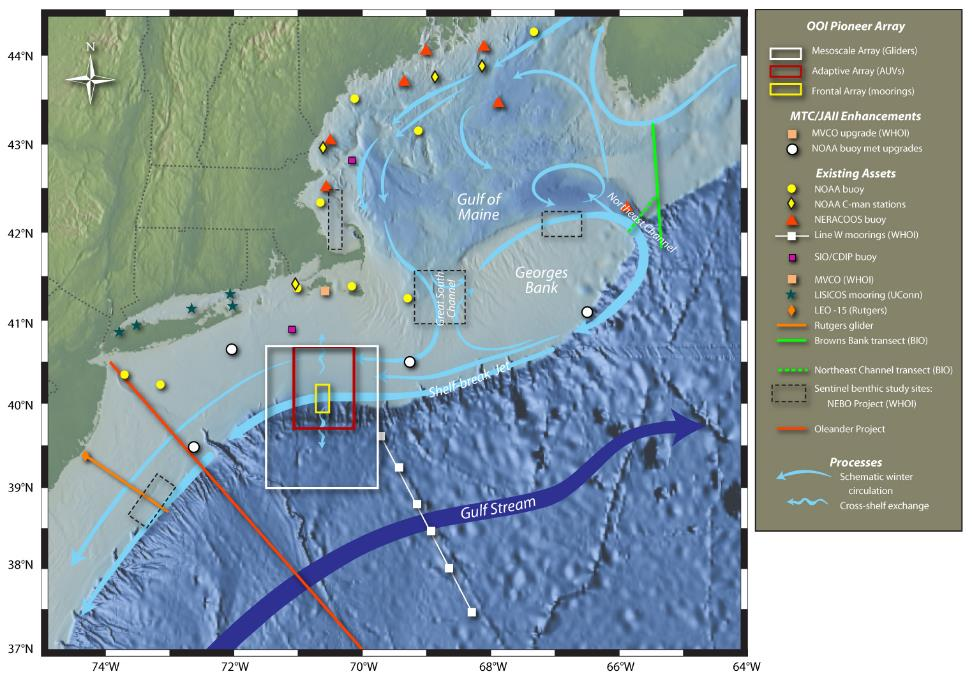 44°N
43°N
42°N
41°N
40°N
39°N
38°N
37°N
74°W
72°W
70°W
68°W
66°W
64°W
N
Gulf of
Maine
Northeast Channel
Georges
Bank
Great South
Channel
Shelf-break Jet
Gulf Stream
OOI Pioneer Array
Mesoscale Array (Gliders)
Adaptive Array (AUVs)
Frontal Array (moorings)
MTC/JAII Enhancements
MVCO upgrade (WHOI)
NOAA buoy met upgrades
Existing Assets
NOAA buoy
NOAA C-man stations
NERACOOS buoy
Line W moorings (WHOI)
SIO/CDIP buoy
MVCO (WHOI)
LISICOS mooring (UConn)
LEO -15 (Rutgers)
Rutgers glider
Browns Bank transect (BIO)
Northeast Channel transect (BIO)
Sentinel benthic study sites:
NEBO Project (WHOI)
Oleander Project
Processes
Schematic winter
circulation
Cross-shelf exchange